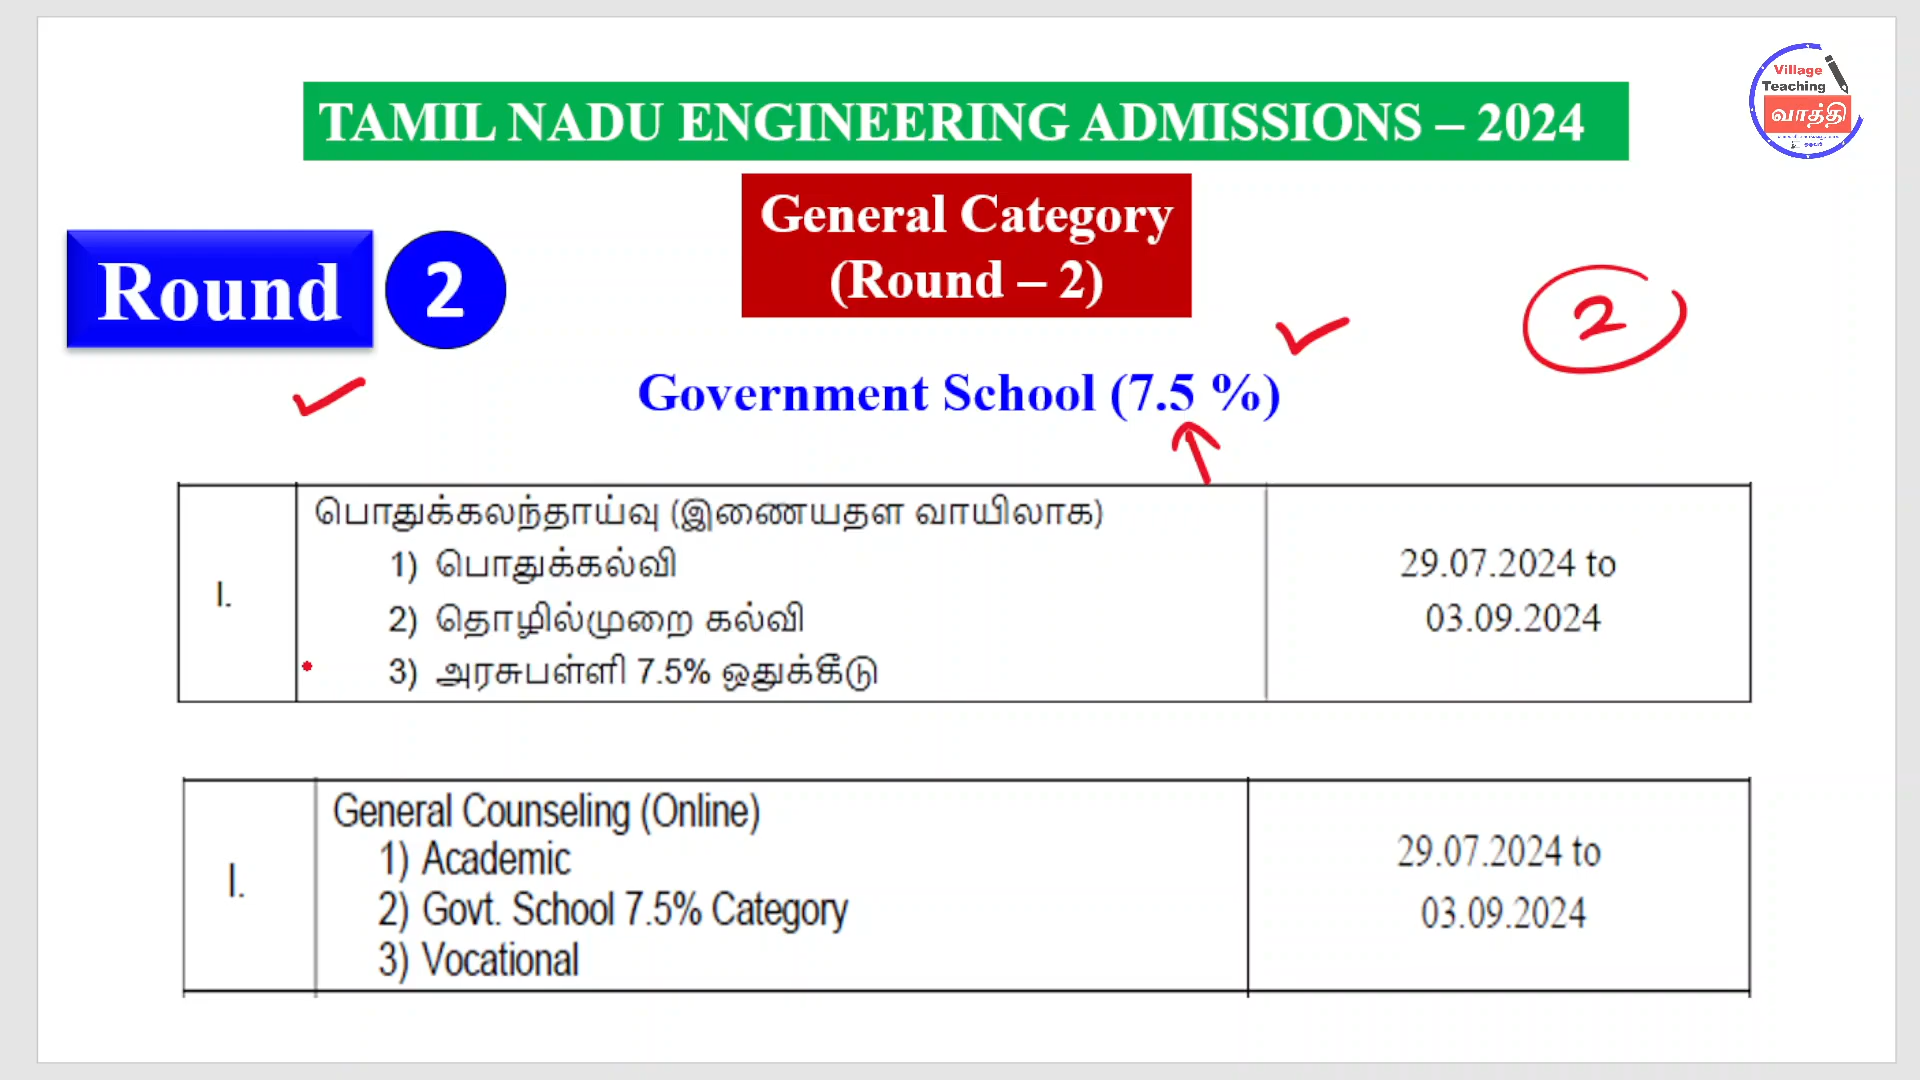 Village
Teaching
வாத்தி
TAMIL NADU ENGINEERING ADMISSIONS – 2024
General Category
(Round – 2)
Round 2
2
Government School (7.5 %)
I.
பொதுக்கலந்தாய்வு (இணையதள வாயிலாக)
1) பொதுக்கல்வி
2) தொழில்முறை கல்வி
3) அரசுபள்ளி 7.5% ஒதுக்கீடு
29.07.2024 to
03.09.2024
I.
General Counseling (Online)
1) Academic
2) Govt. School 7.5% Category
3) Vocational
29.07.2024 to
03.09.2024